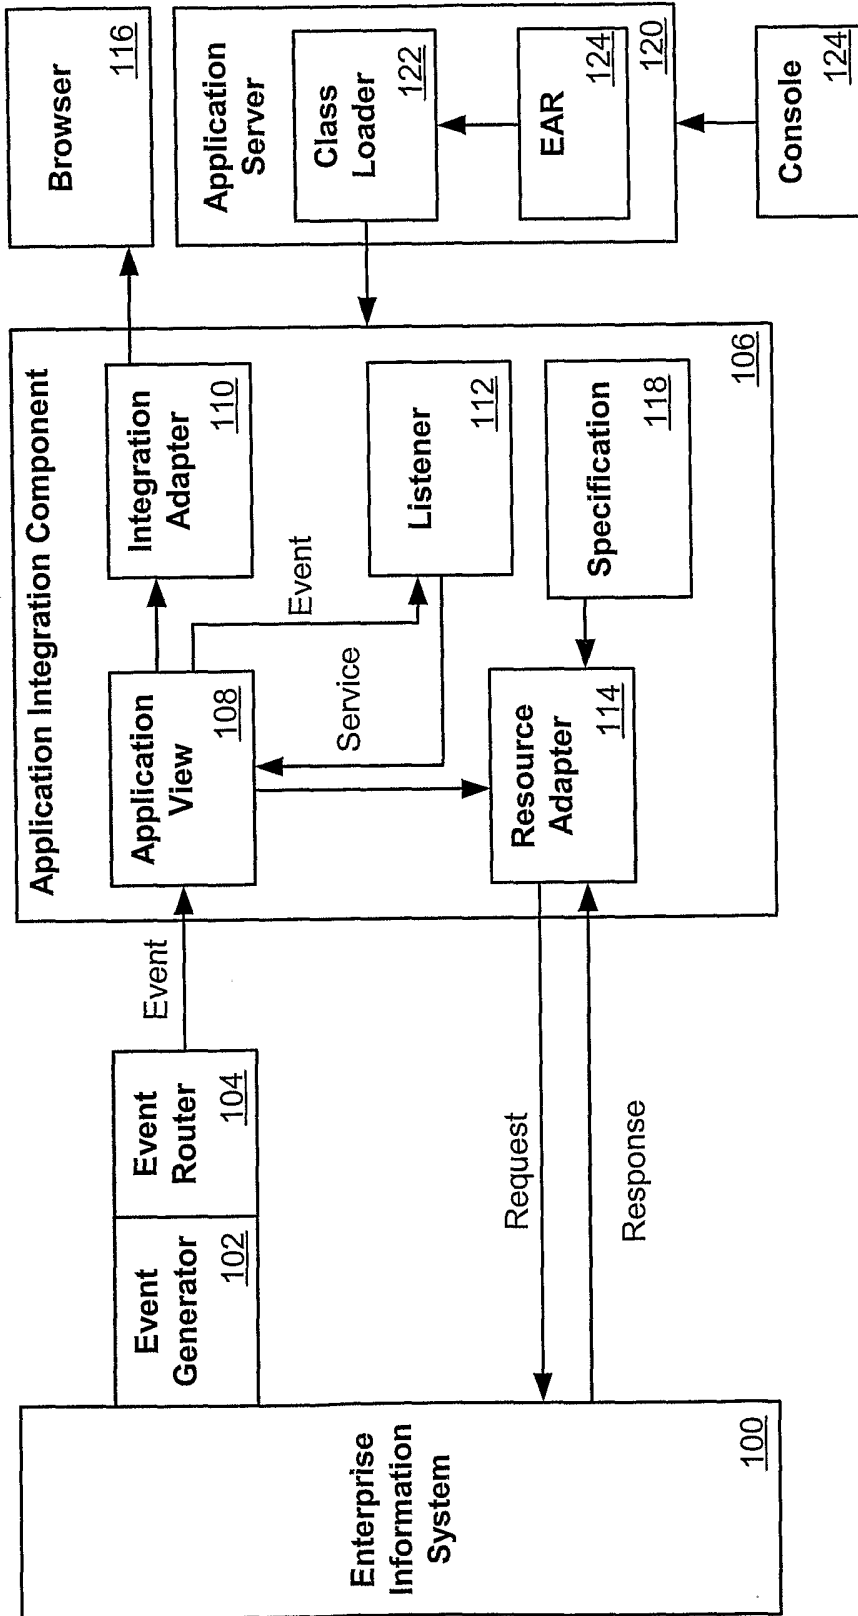 Enterprise
Information
System
100
Event
Generator
102
Event
Router
104
Event
Request
Response
Application Integration Component
106
Application
View
108
Integration
Adapter
110
Event
Service
Listener
112
Resource
Adapter
114
Specification
118
Browser
116
Application
Server
120
Class
Loader
122
EAR
124
Console
124